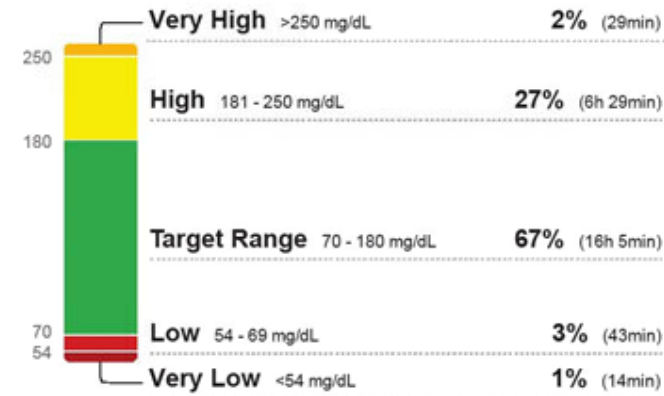 Very High >250 mg/dL 2% (29min)
250
High 181 - 250 mg/dL 27% (6h 29min)
180
Target Range 70 - 180 mg/dL 67% (16h 5min)
70 Low 54 - 69 mg/dL 3% (43min)
54
Very Low <54 mg/dL 1% (14min)